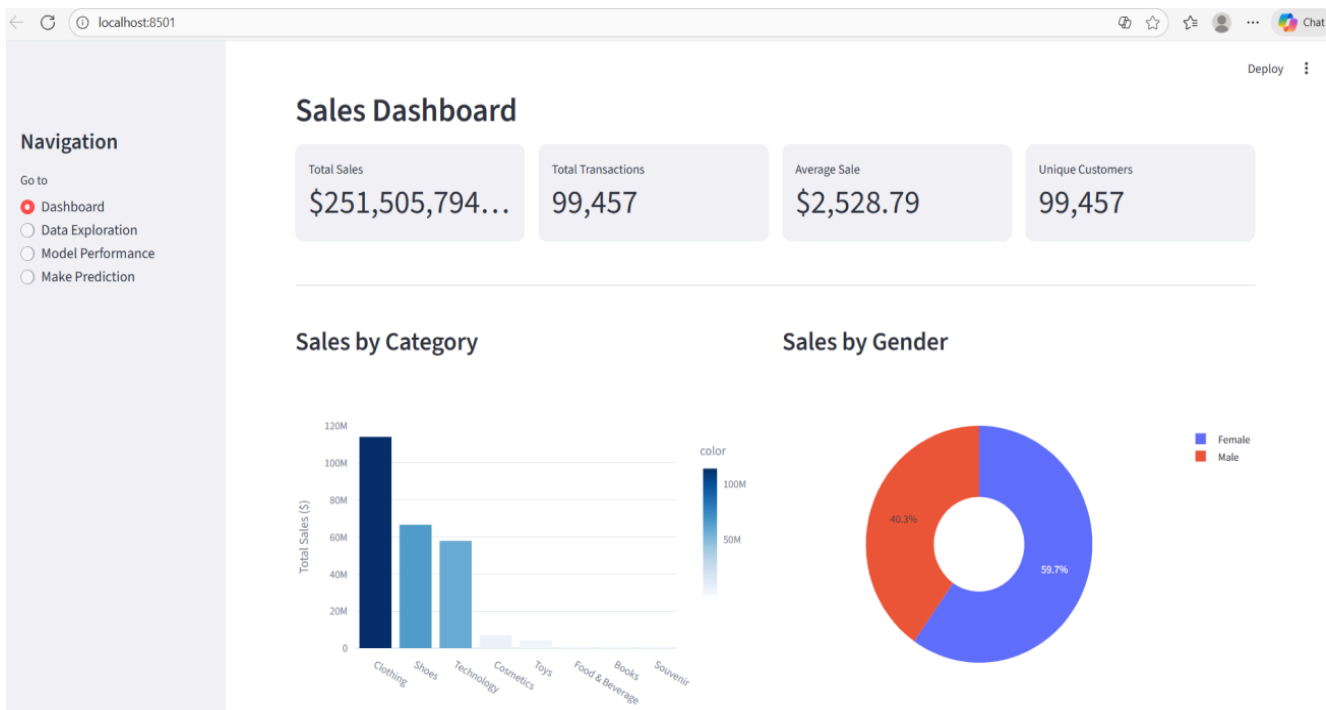 localhost:8501
Chat
Deploy
Sales Dashboard
Navigation
Go to
Dashboard
Data Exploration
Model Performance
Make Prediction
Total Sales
$251,505,794...
Total Transactions
99,457
Average Sale
$2,528.79
Unique Customers
99,457
Sales by Category
120M
100M
80M
60M
40M
20M
0
Total Sales ($)
Clothing
Shoes
Technology
Cosmetics
Toys
Food & Beverage
Books
Souvenir
color
100M
50M
Sales by Gender
40.3%
59.7%
Female
Male